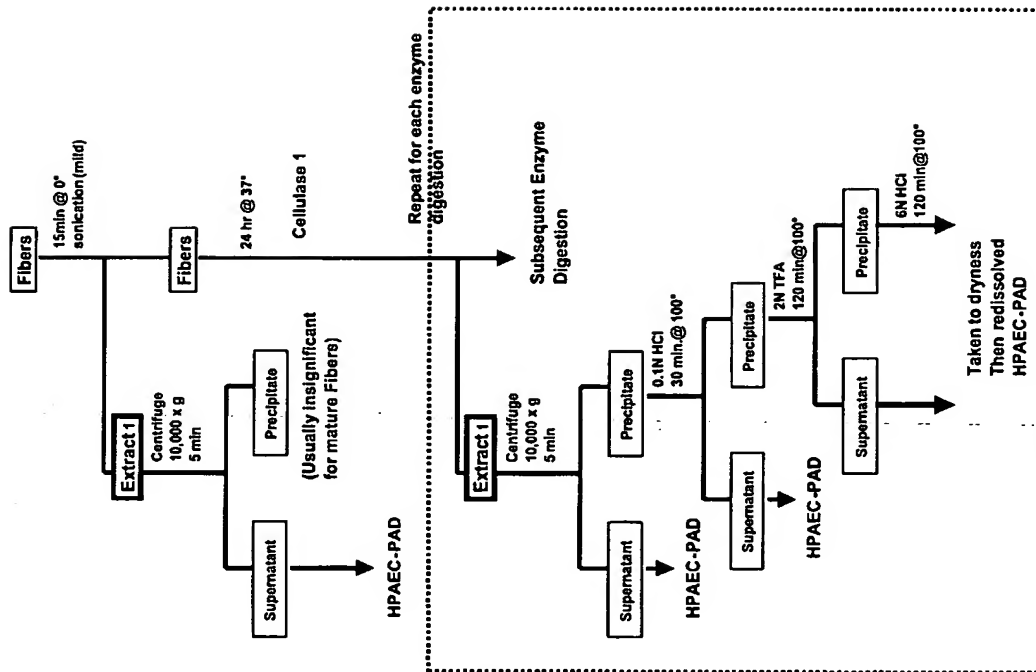 Fibers
15min @ 0°
sonication (mild)
Extract 1
Centrifuge
10,000 x g
5 min
Fibers
24 hr @ 37°
Cellulase 1
Supernatant
Precipitate
(Usually insignificant
for mature Fibers)
HPAEC-PAD
Repeat for each enzyme
digestion
Extract 1
Centrifuge
10,000 x g
5 min
Subsequent Enzyme
Digestion
Supernatant
Precipitate
HPAEC-PAD
0.1N HCl
30 min.@ 100°
Supernatant
Precipitate
HPAEC-PAD
2N TFA
120 min@100°
Supernatant
Precipitate
6N HCl
120 min@100°
Taken to dryness
Then redissolved
HPAEC-PAD